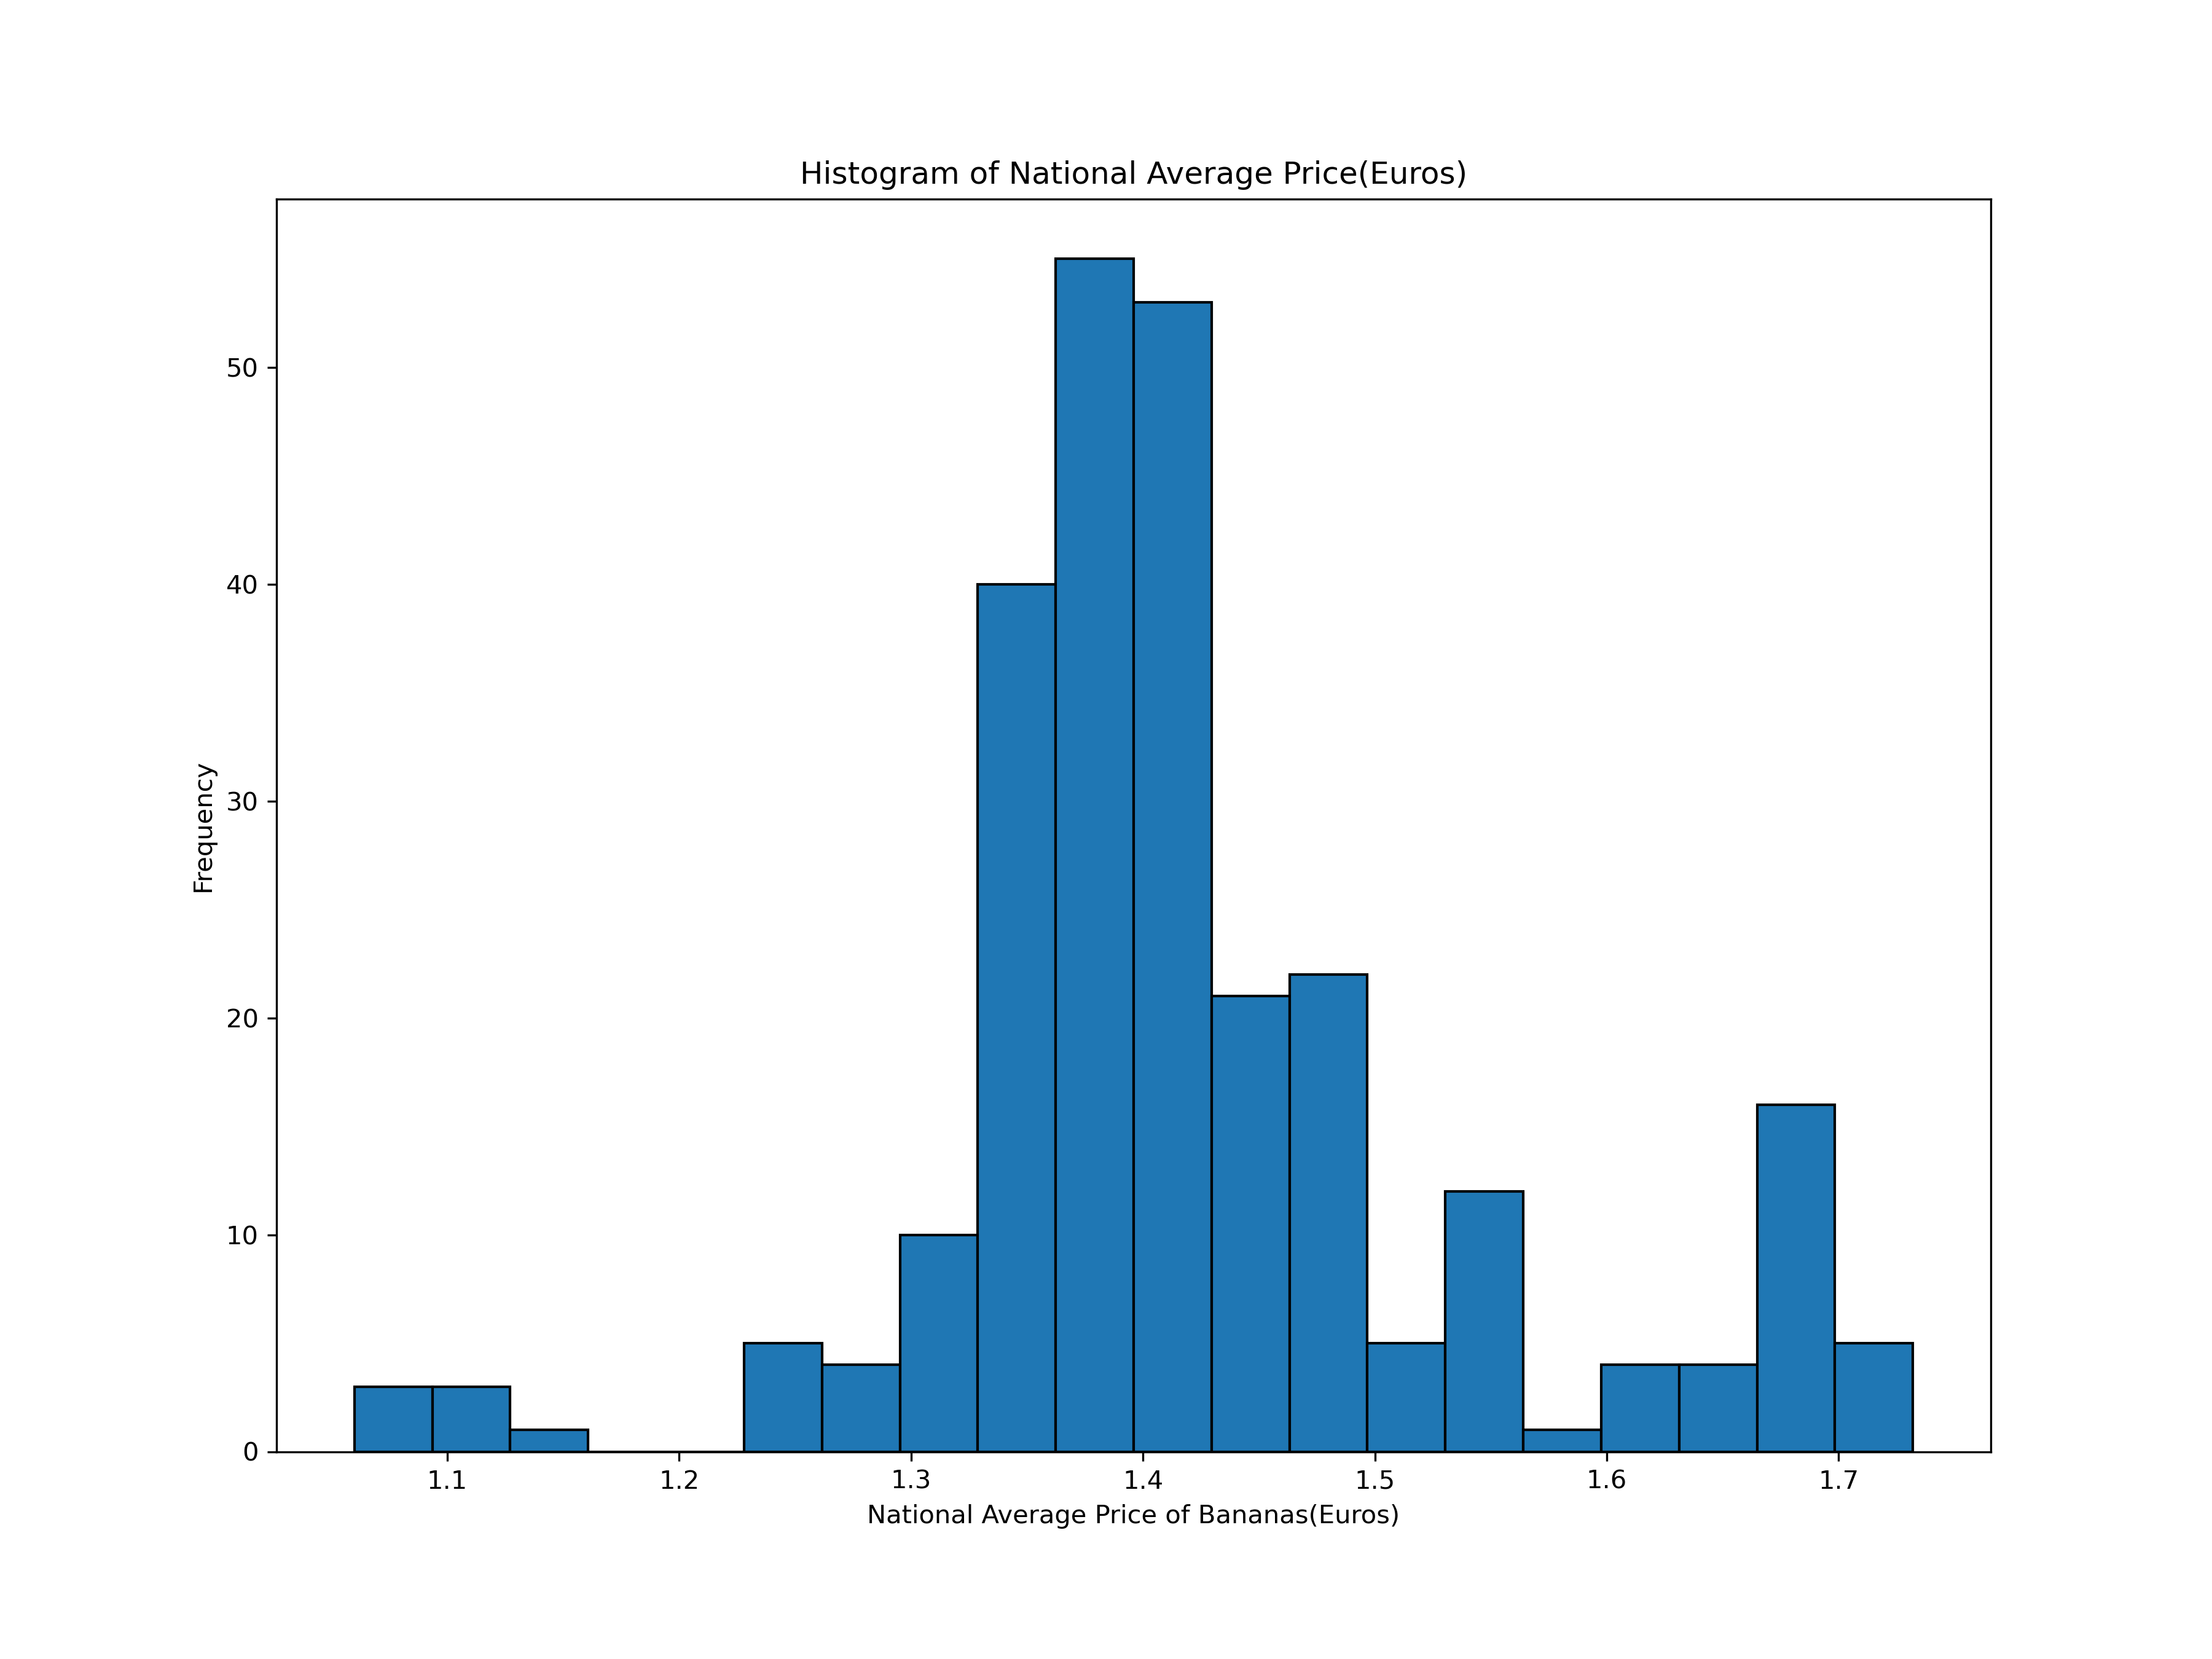 Histogram of National Average Price(Euros)
Frequency
50
40
30
20
10
0
1.1 1.2 1.3 1.4 1.5 1.6 1.7
National Average Price of Bananas(Euros)